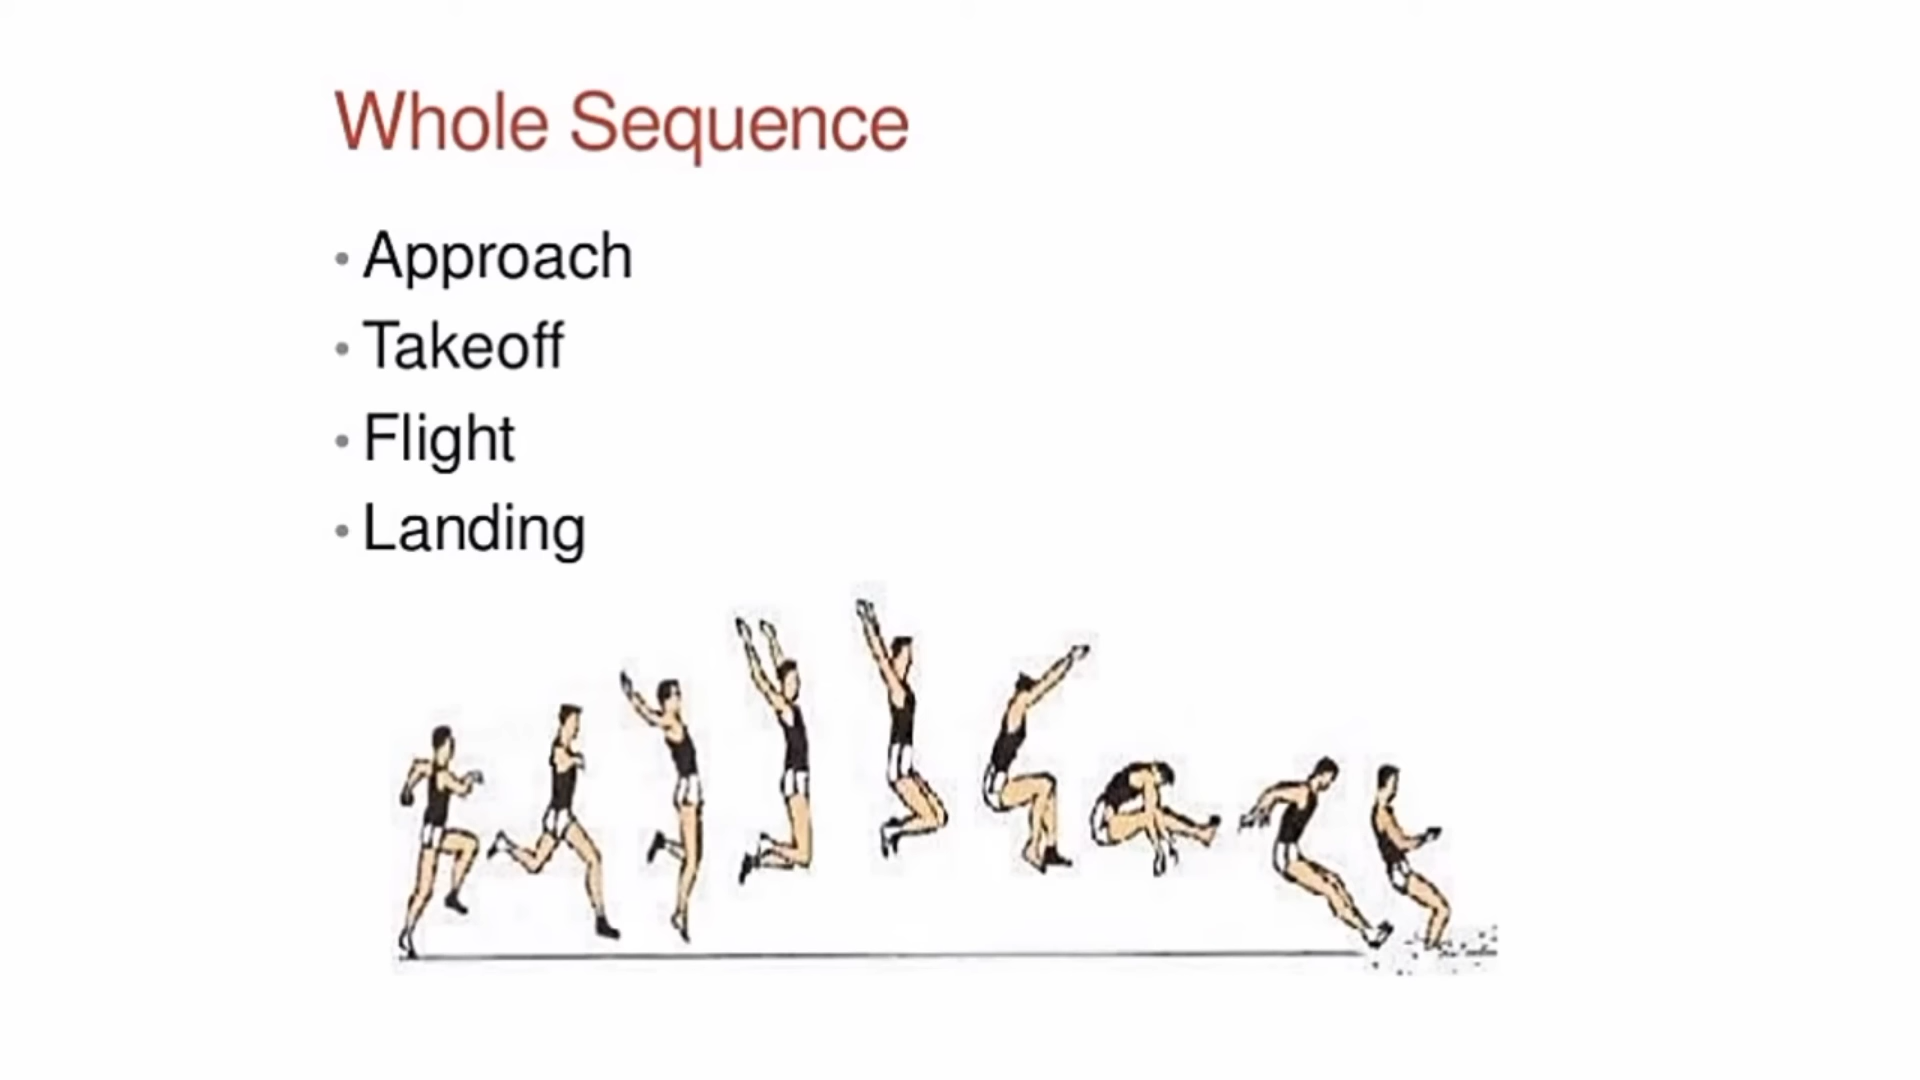 Whole Sequence
• Approach
• Takeoff
• Flight
• Landing